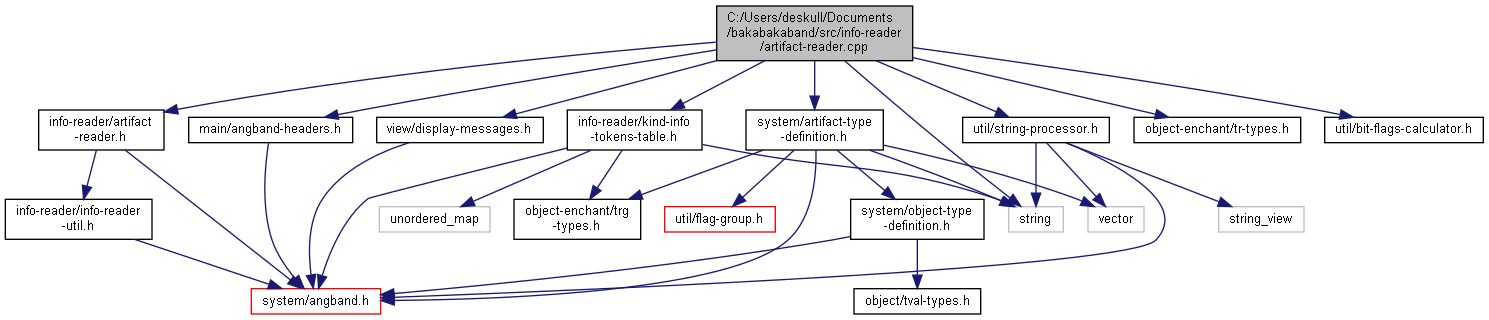 C:/Users/deskull/Documents
/bakabakaband/src/info-reader
/artifact-reader.cpp
info-reader/artifact
-reader.h
main/angband-headers.h
view/display-messages.h
info-reader/kind-info
-tokens-table.h
system/artifact-type
-definition.h
util/string-processor.h
object-enchant/tr-types.h
util/bit-flags-calculator.h
info-reader/info-reader
-util.h
unordered_map
object-enchant/trg
-types.h
util/flag-group.h
system/object-type
-definition.h
string
vector
string_view
system/angband.h
object/tval-types.h